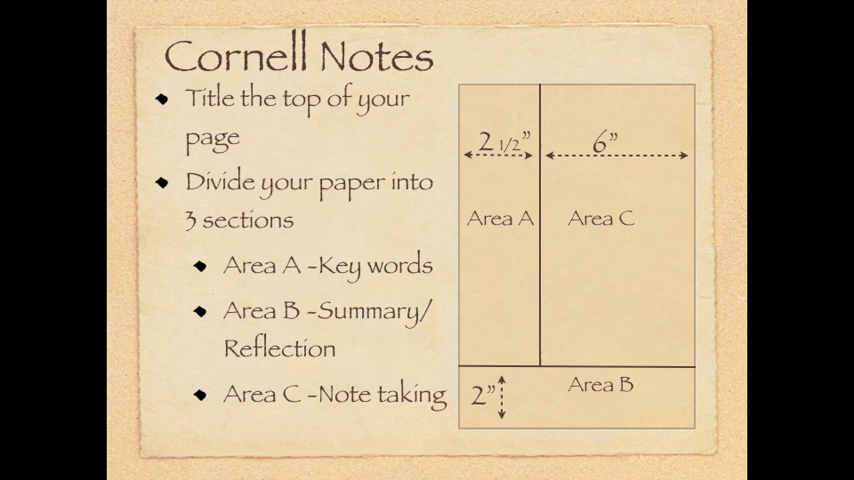 Cornell Notes
Title the top of your
page
Divide your paper into
3 sections
Area A -Key words
Area B -Summary/
Reflection
Area C -Note taking
2 1/2” 6”
Area A Area C
Area B
2”